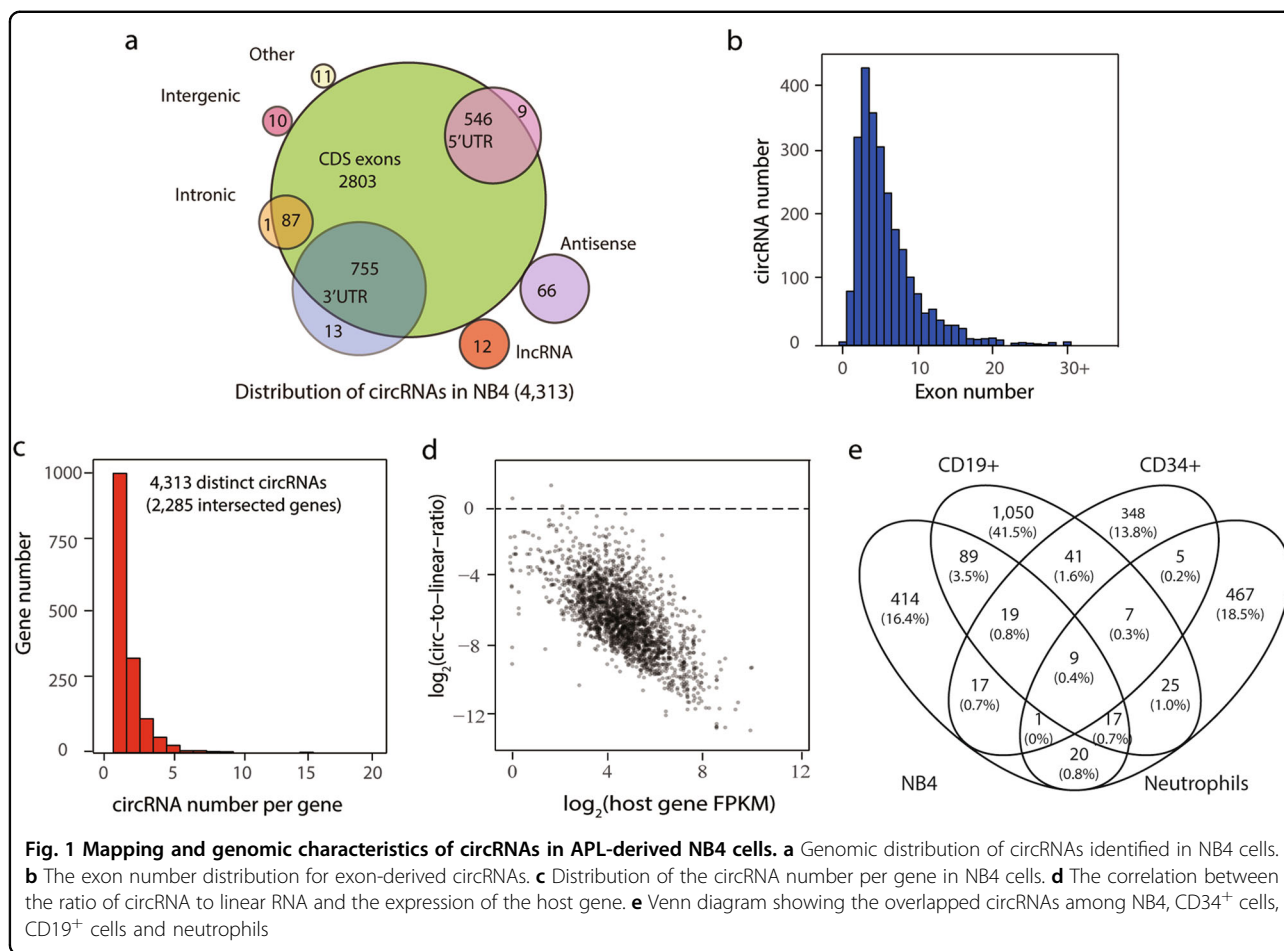 a
Other
11
Intergenic
10
546
9
5'UTR
CDS exons
2803
Intronic
1
87
Antisense
755
66
3'UTR
13
12
lncRNA
Distribution of circRNAs in NB4 (4,313)
b
circRNA number
400
300
200
100
0
0
10
20
30+
Exon number
c
Gene number
1000
750
500
250
0
4,313 distinct circRNAs
(2,285 intersected genes)
0
5
10
15
20
circRNA number per gene
d
log2(circ-to-linear-ratio)
0
−4
−8
−12
0
4
8
12
log2(host gene FPKM)
e
CD19+
CD34+
1,050
(41.5%)
348
(13.8%)
89
(3.5%)
41
(1.6%)
5
(0.2%)
414
(16.4%)
467
(18.5%)
19
(0.8%)
7
(0.3%)
9
(0.4%)
17
(0.7%)
25
(1.0%)
1
(0%)
17
(0.7%)
20
(0.8%)
NB4
Neutrophils
Fig. 1 Mapping and genomic characteristics of circRNAs in APL-derived NB4 cells. a Genomic distribution of circRNAs identified in NB4 cells.
b The exon number distribution for exon-derived circRNAs. c Distribution of the circRNA number per gene in NB4 cells. d The correlation between
the ratio of circRNA to linear RNA and the expression of the host gene. e Venn diagram showing the overlapped circRNAs among NB4, CD34+ cells,
CD19+ cells and neutrophils